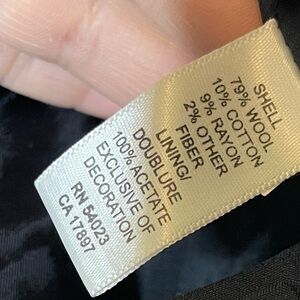 SHELL
79% WOOL
10% COTTON
9% RAYON
2% OTHER
FIBER
LINING/
DOUBLURE
100% ACETATE
EXCLUSIVE OF
DECORATION
RN 54023
CA 17897